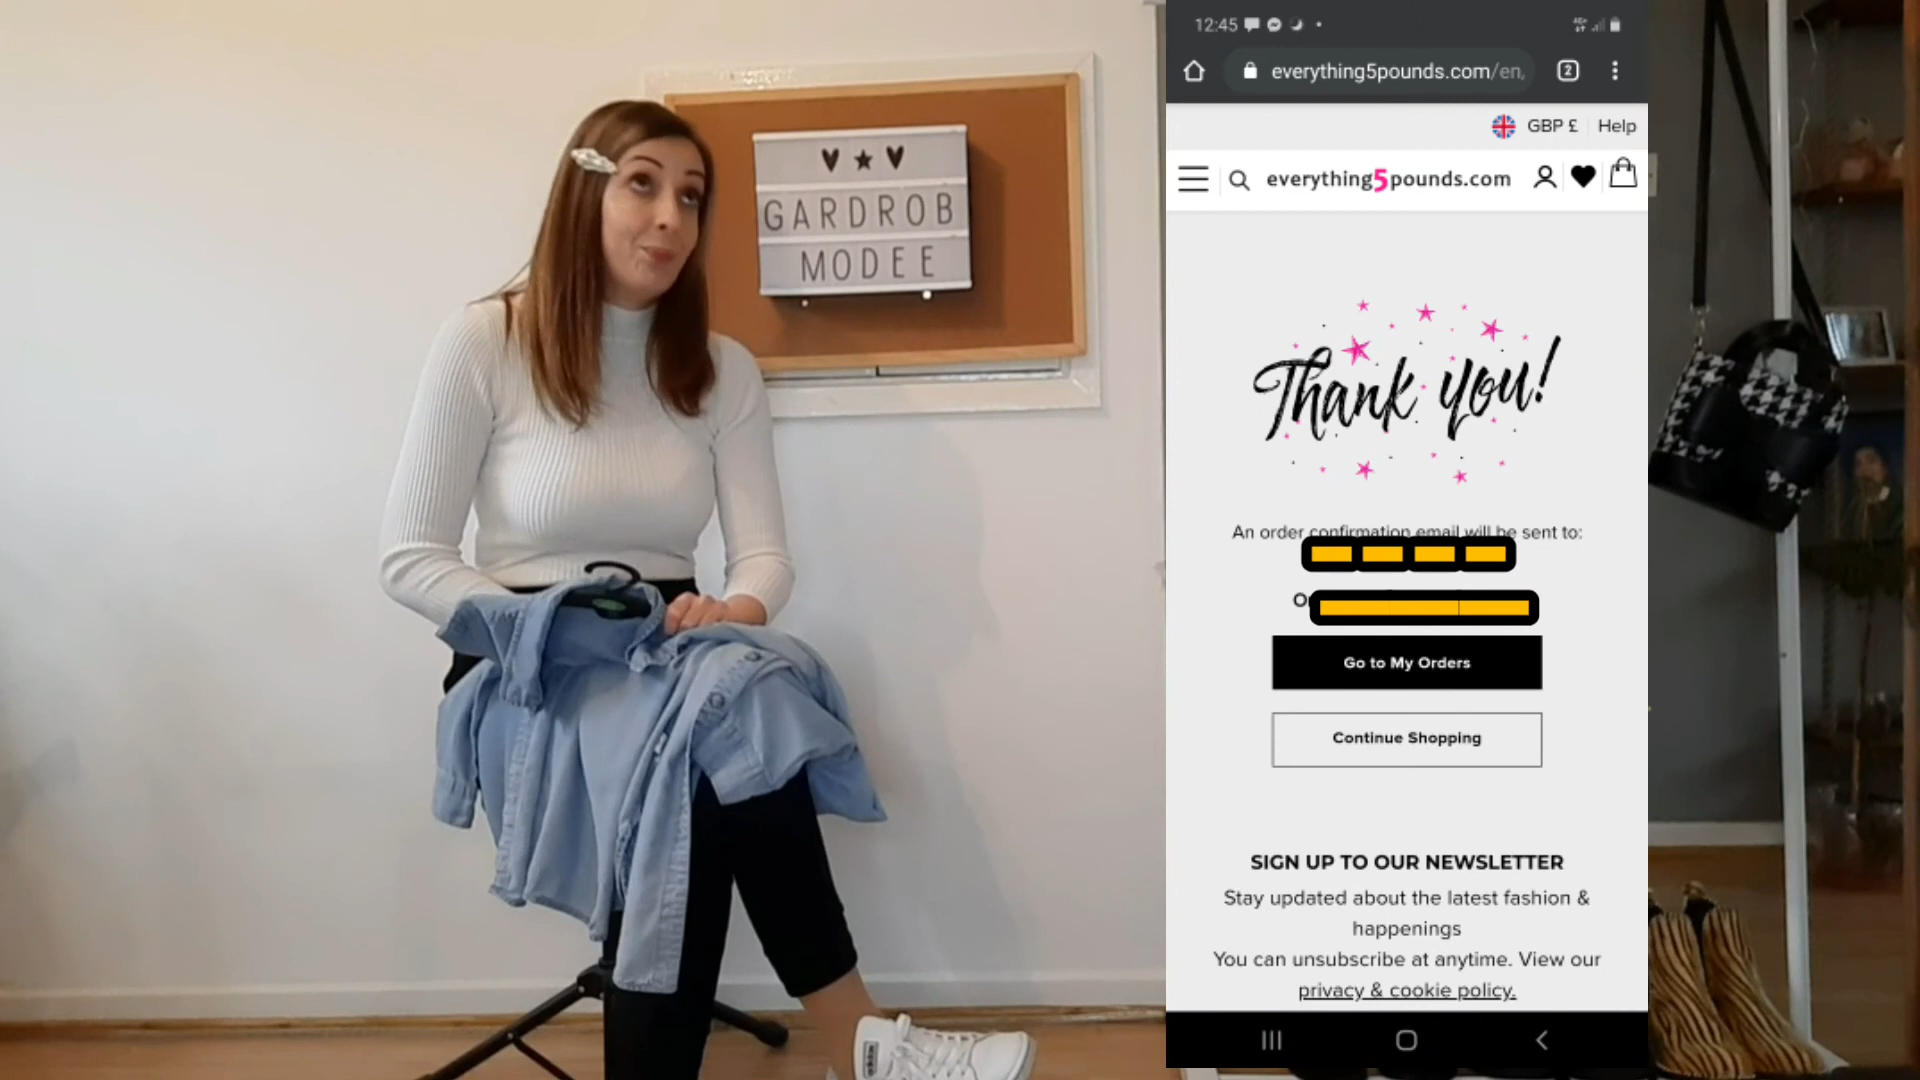 ♥ ★ ♥
GARDROB
MODEE
adidas
12:45
everything5pounds.com/en,
2
GBP £ Help
everything5pounds.com
Thank you!
An order confirmation email will be sent to:
Go to My Orders
Continue Shopping
SIGN UP TO OUR NEWSLETTER
Stay updated about the latest fashion &
happenings
You can unsubscribe at anytime. View our
privacy & cookie policy.